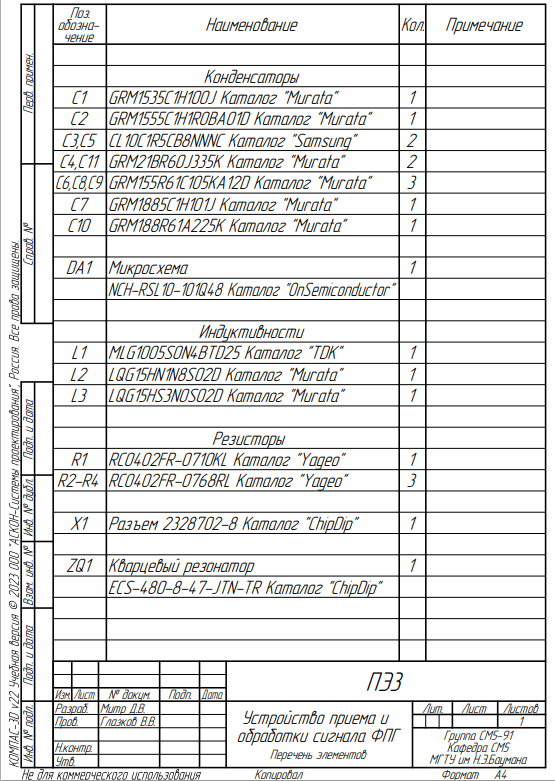 Поз. обозна- чение Наименование Кол. Примечание
Конденсаторы
C1 GRM1535C1H100J Каталог "Murata" 1
C2 GRM1555C1H1R0BA01D Каталог "Murata" 1
C3,C5 CL10C1R5CB8NNNC Каталог "Samsung" 2
C4,C11 GRM21BR60J335K Каталог "Murata" 2
C6,C8,C9 GRM155R61C105KA12D Каталог "Murata" 3
C7 GRM1885C1H101J Каталог "Murata" 1
C10 GRM188R61A225K Каталог "Murata" 1
DA1 Микросхема 1
NCH-RSL10-101Q48 Каталог "OnSemiconductor"
Индуктивности
L1 MLG1005S0N4BTD25 Каталог "TDK" 1
L2 LQG15HN1N8S02D Каталог "Murata" 1
L3 LQG15HS3N0S02D Каталог "Murata" 1
Резисторы
R1 RC0402FR-0710KL Каталог "Yageo" 1
R2-R4 RC0402FR-0768RL Каталог "Yageo" 3
X1 Разъем 2328702-8 Каталог "ChipDip" 1
ZQ1 Кварцевый резонатор 1
ECS-480-8-47-JTN-TR Каталог "ChipDip"
Перв. примен.
Справ. №
Подп. и дата
Инв. № дубл.
Взам. инв. №
Подп. и дата
Инв. № подл.
КОМПАС-3D v22 Учебная версия © 2023 ООО "АСКОН-Системы проектирования", Россия. Все права защищены.
ПЭ3
Изм. Лист № докум. Подп. Дата
Разраб. Митр Д.В.
Пров. Глазков В.В.
Н.контр.
Утв.
Устройство приема и
обработки сигнала ФПГ
Перечень элементов
Лит. Лист Листов
1
Группа СМ5-91
Кафедра СМ5
МГТУ им Н.Э.Баумана
Не для коммерческого использования Копировал Формат A4